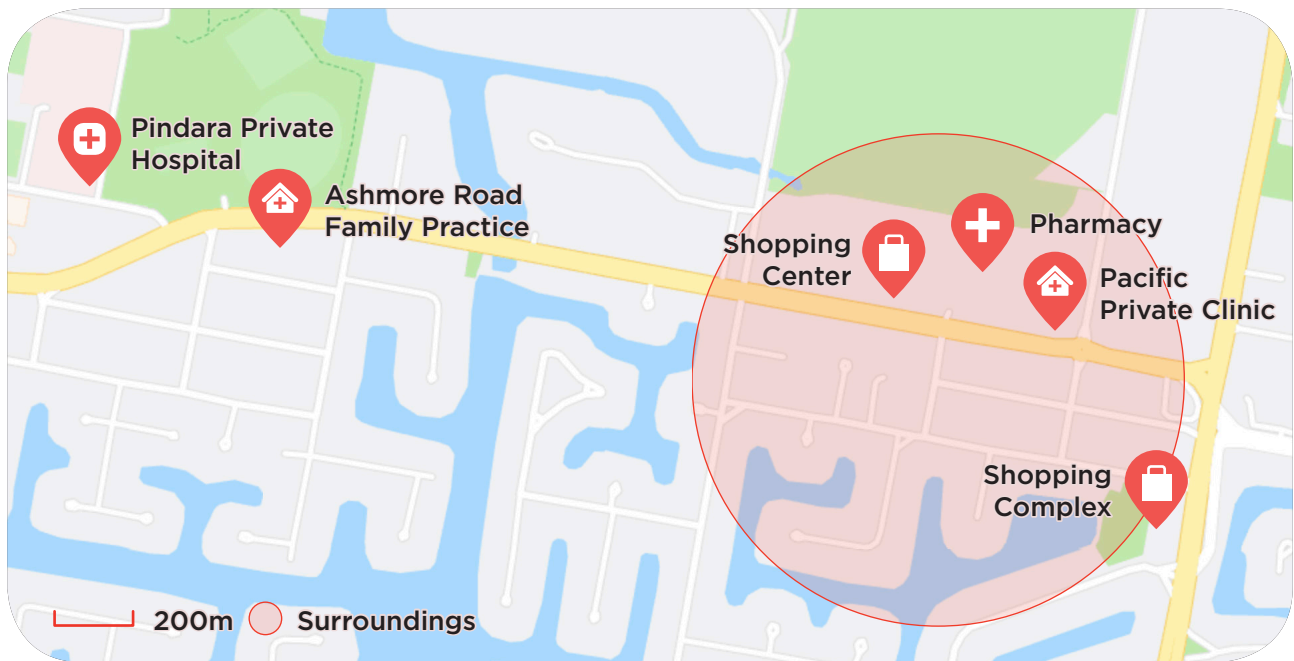 Pindara Private
Hospital
Ashmore Road
Family Practice
Shopping
Center
Pharmacy
Pacific
Private Clinic
Shopping
Complex
200m
Surroundings